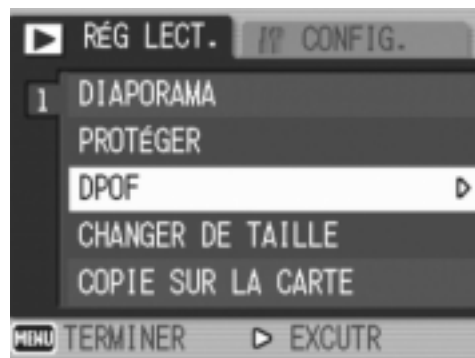 RÉG LECT. CONFIG.
1 DIAPORAMA
PROTÉGER
DPOF
CHANGER DE TAILLE
COPIE SUR LA CARTE
MENU TERMINER EXCUTR